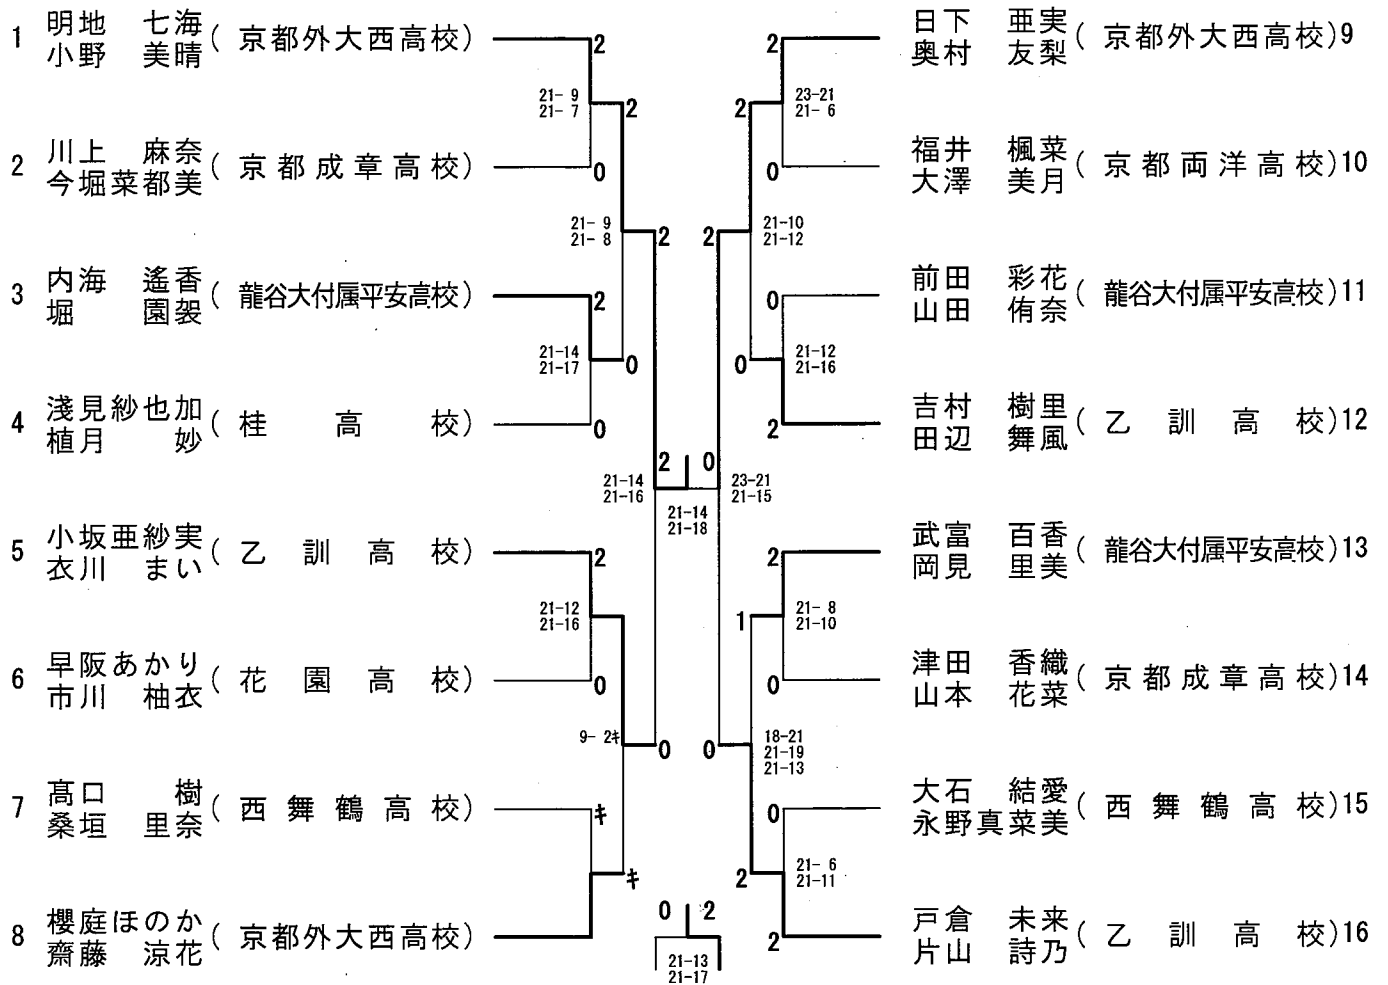 1 明地 七海 ( 京都外大西高校)
小野 美晴
2 川上 麻奈 ( 京都成章高校)
今堀菜都美
3 内海 遙香 ( 龍谷大付属平安高校)
堀 園袈
4 淺見紗也加 ( 桂高校)
植月 妙
5 小坂亜紗実 ( 乙訓高校)
衣川 まい
6 早阪あかり ( 花園高校)
市川 柚衣
7 髙口 樹 ( 西舞鶴高校)
桑垣 里奈
8 櫻庭ほのか ( 京都外大西高校)
齋藤 涼花
2
21- 9
21- 7
2
0
21- 9
21- 8
2
2
21-14
21-17
0
0
21-14
21-16
2
0
21-14
21-18
2
21-12
21-16
0
9- 2キ
0
キ
キ
0 2
21-13
21-17
2
23-21
21- 6
2
0
21-10
21-12
2
0
21-12
21-16
0
2
23-21
21-15
2
21- 8
21-10
1
0
18-21
21-19
21-13
0
0
21- 6
21-11
2
2
日下 亜実 ( 京都外大西高校)9
奥村 友梨
福井 楓菜 ( 京都両洋高校)10
大澤 美月
前田 彩花 ( 龍谷大付属平安高校)11
山田 侑奈
吉村 樹里 ( 乙訓高校)12
田辺 舞風
武富 百香 ( 龍谷大付属平安高校)13
岡見 里美
津田 香織 ( 京都成章高校)14
山本 花菜
大石 結愛 ( 西舞鶴高校)15
永野真菜美
戸倉 未来 ( 乙訓高校)16
片山 詩乃